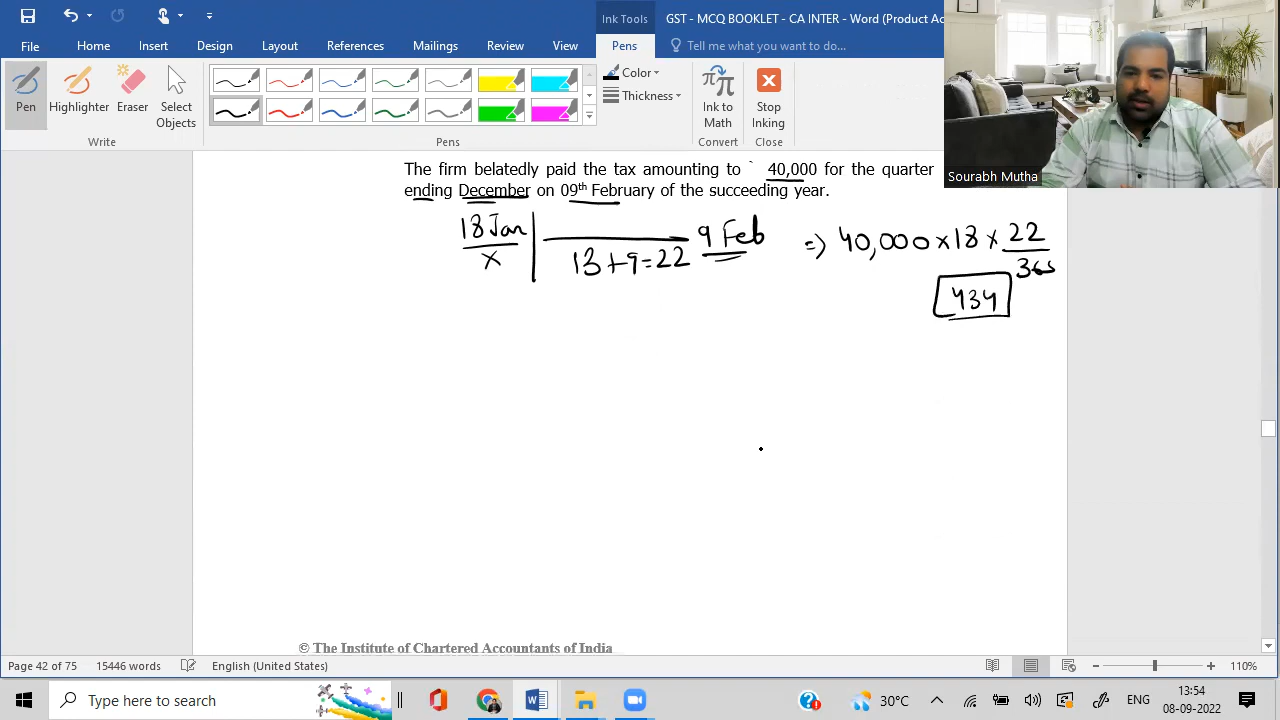 Ink Tools
GST - MCQ BOOKLET - CA INTER - Word (Product Ac
File Home Insert Design Layout References Mailings Review View Pens Tell me what you want to do...
Pen Highlighter Eraser Select Objects
Color
Thickness
Ink to Math
Stop Inking
Write Pens Convert Close
Sourabh Mutha
The firm belatedly paid the tax amounting to ` 40,000 for the quarter
ending December on 09th February of the succeeding year.
18 Jan 9 Feb => 40,000 x 18 x 22
x 13 + 9 = 22 365
434
© The Institute of Chartered Accountants of India
Page 42 of 75 15446 words English (United States) 110%
Type here to search 30°C ENG 13:54
08-09-2022